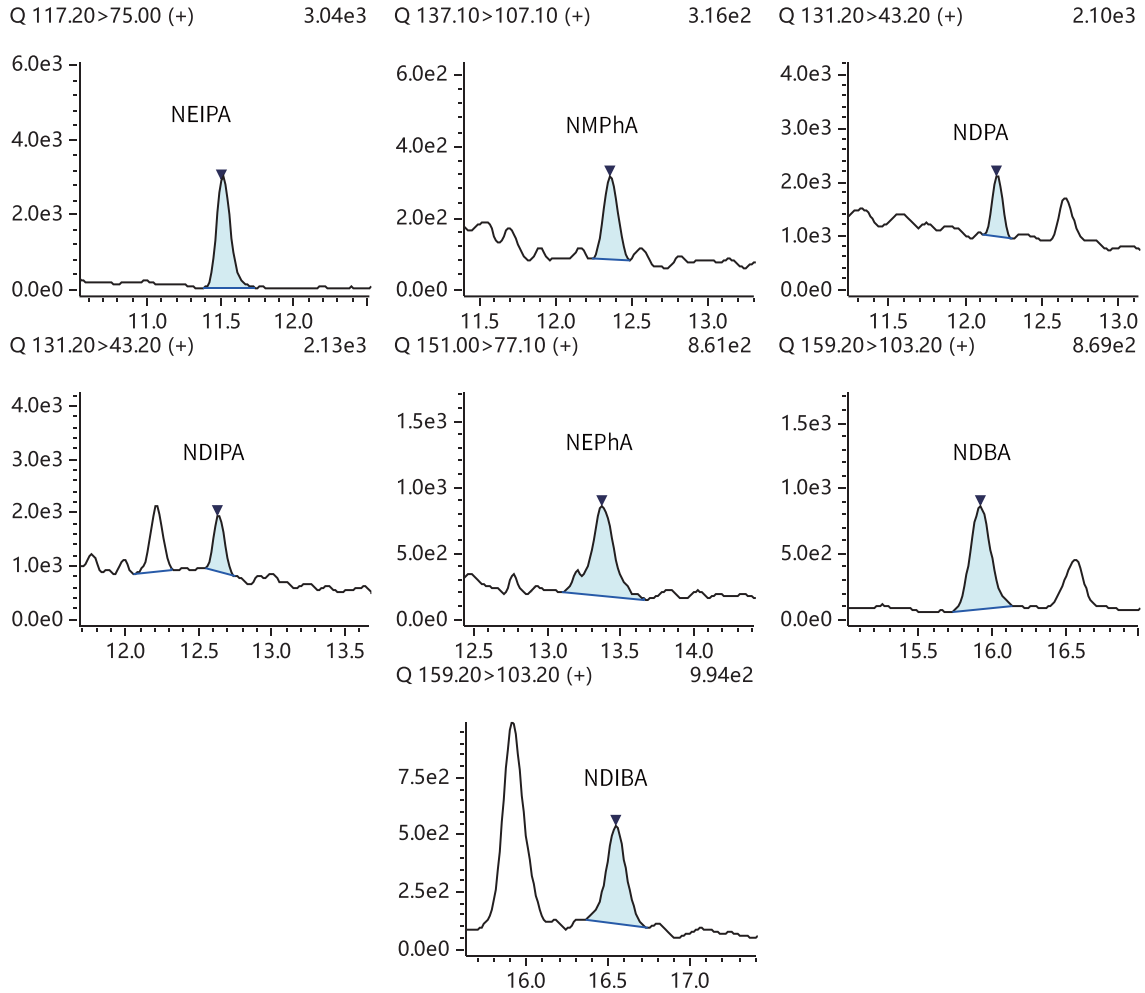 Q 117.20>75.00 (+) 3.04e3
NEIPA
6.0e3
4.0e3
2.0e3
0.0e0
11.0 11.5 12.0
Q 137.10>107.10 (+) 3.16e2
NMPhA
6.0e2
4.0e2
2.0e2
0.0e0
11.5 12.0 12.5 13.0
Q 131.20>43.20 (+) 2.10e3
NDPA
4.0e3
3.0e3
2.0e3
1.0e3
0.0e0
11.5 12.0 12.5 13.0
Q 131.20>43.20 (+) 2.13e3
NDIPA
4.0e3
3.0e3
2.0e3
1.0e3
0.0e0
12.0 12.5 13.0 13.5
Q 151.00>77.10 (+) 8.61e2
NEPhA
1.5e3
1.0e3
5.0e2
0.0e0
12.5 13.0 13.5 14.0
Q 159.20>103.20 (+) 8.69e2
NDBA
1.5e3
1.0e3
5.0e2
0.0e0
15.5 16.0 16.5
Q 159.20>103.20 (+) 9.94e2
NDIBA
7.5e2
5.0e2
2.5e2
0.0e0
16.0 16.5 17.0